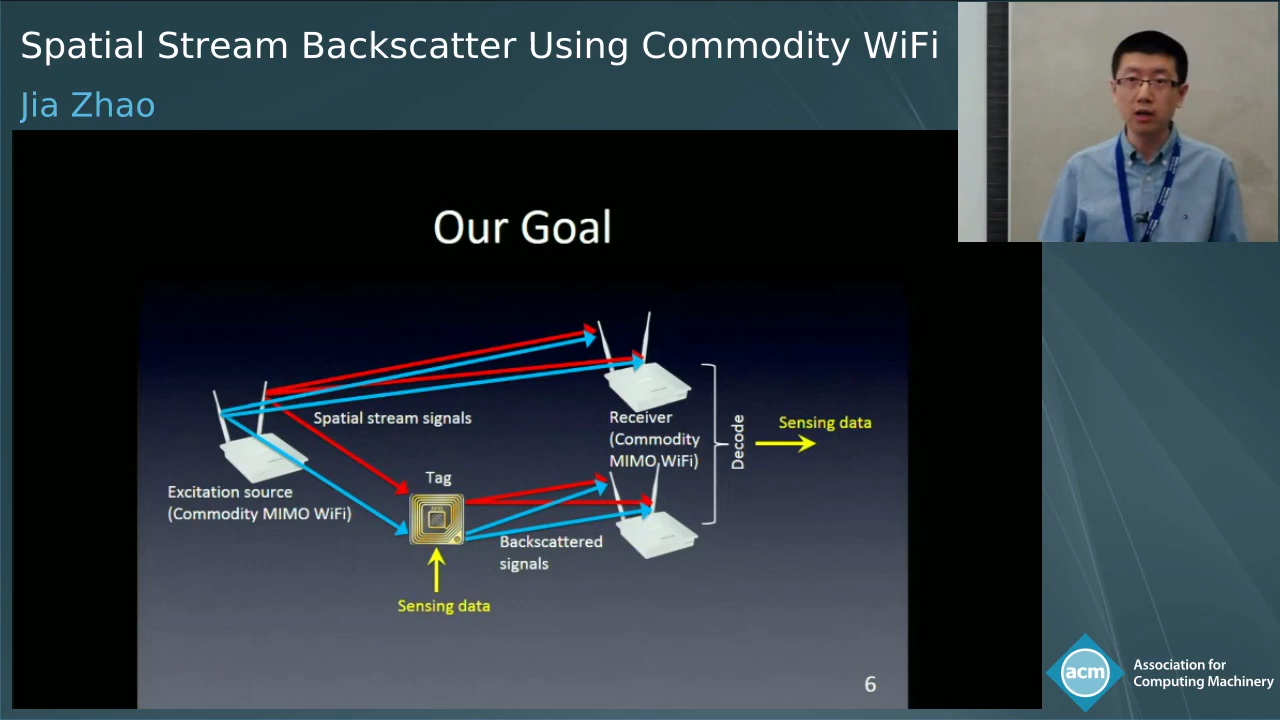 Spatial Stream Backscatter Using Commodity WiFi
Jia Zhao
Our Goal
Spatial stream signals
Receiver
(Commodity
MIMO WiFi)
Decode
Sensing data
Excitation source
(Commodity MIMO WiFi)
Tag
Backscattered
signals
Sensing data
6
acm
Association for
Computing Machinery